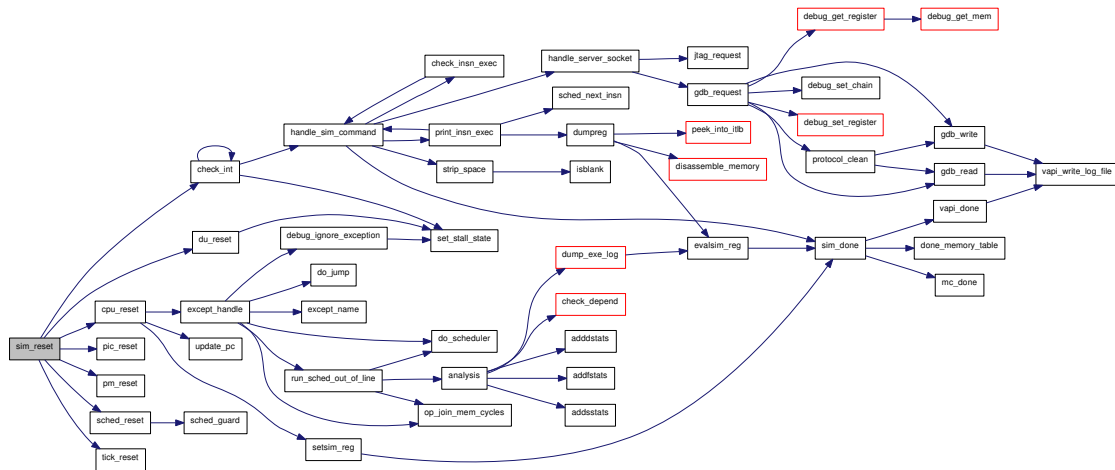 debug_get_register
debug_get_mem
handle_server_socket
jtag_request
check_insn_exec
gdb_request
debug_set_chain
sched_next_insn
debug_set_register
handle_sim_command
print_insn_exec
dumpreg
peek_into_itlb
gdb_write
protocol_clean
check_int
strip_space
isblank
disassemble_memory
gdb_read
vapi_write_log_file
vapi_done
debug_ignore_exception
du_reset
set_stall_state
evalsim_reg
sim_done
done_memory_table
dump_exe_log
do_jump
mc_done
cpu_reset
except_handle
except_name
check_depend
sim_reset
pic_reset
update_pc
do_scheduler
adddstats
pm_reset
run_sched_out_of_line
analysis
addfstats
sched_reset
sched_guard
op_join_mem_cycles
addsstats
tick_reset
setsim_reg